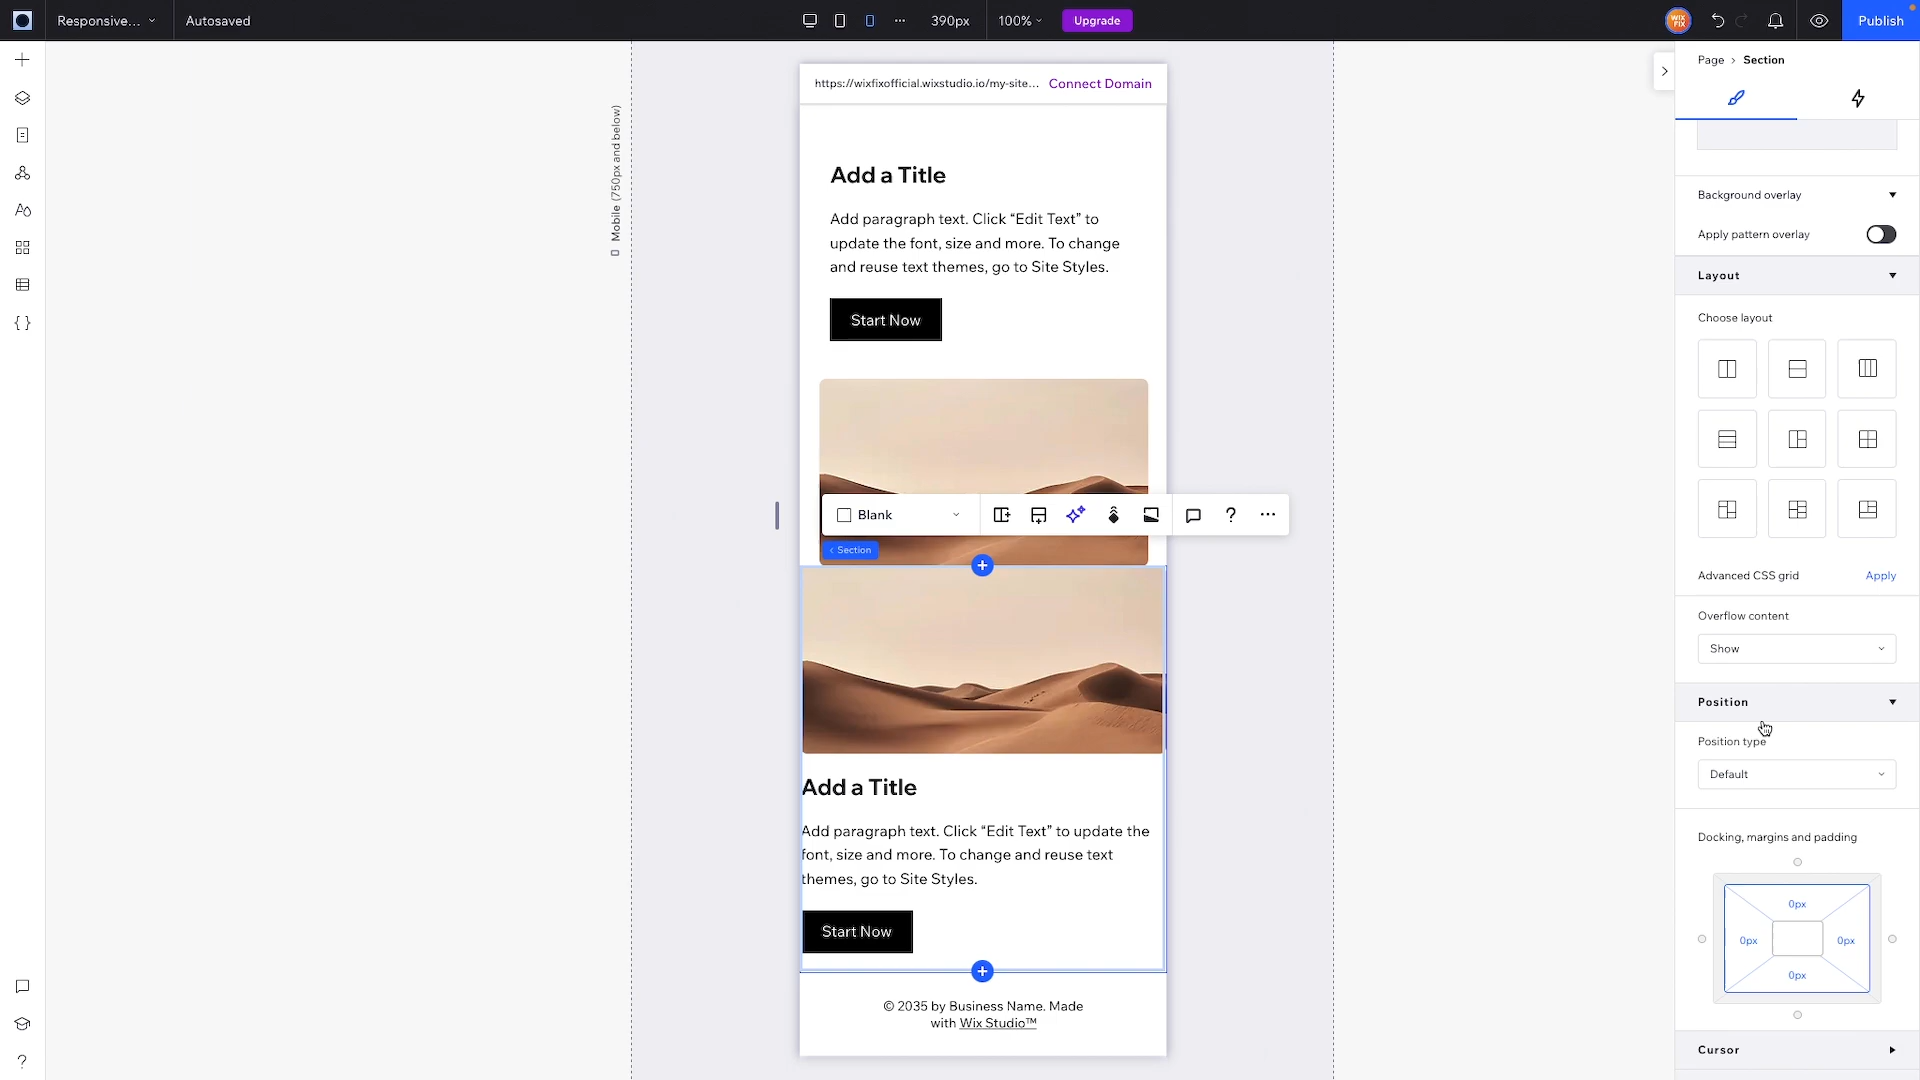 Responsive...
Autosaved
390px
100%
Upgrade
WIX
FIX
Publish
Mobile (750px and below)
https://wixfixofficial.wixstudio.io/my-site...
Connect Domain
Add a Title
Add paragraph text. Click “Edit Text” to
update the font, size and more. To change
and reuse text themes, go to Site Styles.
Start Now
Blank
?
< Section
Add a Title
Add paragraph text. Click “Edit Text” to update the
font, size and more. To change and reuse text
themes, go to Site Styles.
Start Now
© 2035 by Business Name. Made
with Wix Studio™
Page > Section
Background overlay
Apply pattern overlay
Layout
Choose layout
Advanced CSS grid
Apply
Overflow content
Show
Position
Position type
Default
Docking, margins and padding
0px
0px
0px
0px
Cursor
?